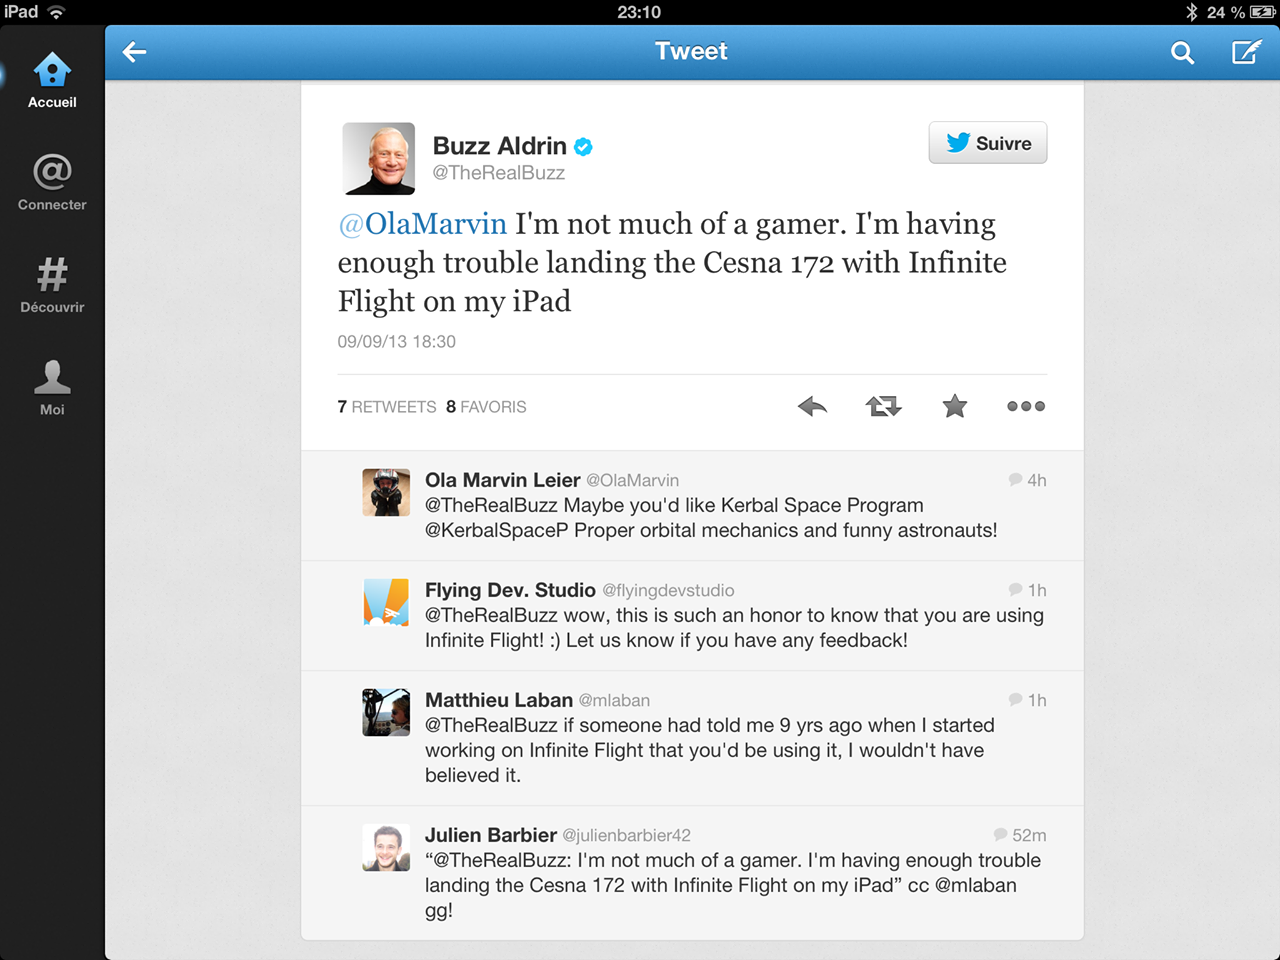 iPad 23:10 24 %
Tweet
Accueil
@
Connecter
#
Découvrir
Moi
Buzz Aldrin
@TheRealBuzz
Suivre
@OlaMarvin I'm not much of a gamer. I'm having
enough trouble landing the Cesna 172 with Infinite
Flight on my iPad
09/09/13 18:30
7 RETWEETS 8 FAVORIS
Ola Marvin Leier @OlaMarvin 4h
@TheRealBuzz Maybe you'd like Kerbal Space Program
@KerbalSpaceP Proper orbital mechanics and funny astronauts!
Flying Dev. Studio @flyingdevstudio 1h
@TheRealBuzz wow, this is such an honor to know that you are using
Infinite Flight! :) Let us know if you have any feedback!
Matthieu Laban @mlaban 1h
@TheRealBuzz if someone had told me 9 yrs ago when I started
working on Infinite Flight that you'd be using it, I wouldn't have
believed it.
Julien Barbier @julienbarbier42 52m
“@TheRealBuzz: I'm not much of a gamer. I'm having enough trouble
landing the Cesna 172 with Infinite Flight on my iPad” cc @mlaban
gg!